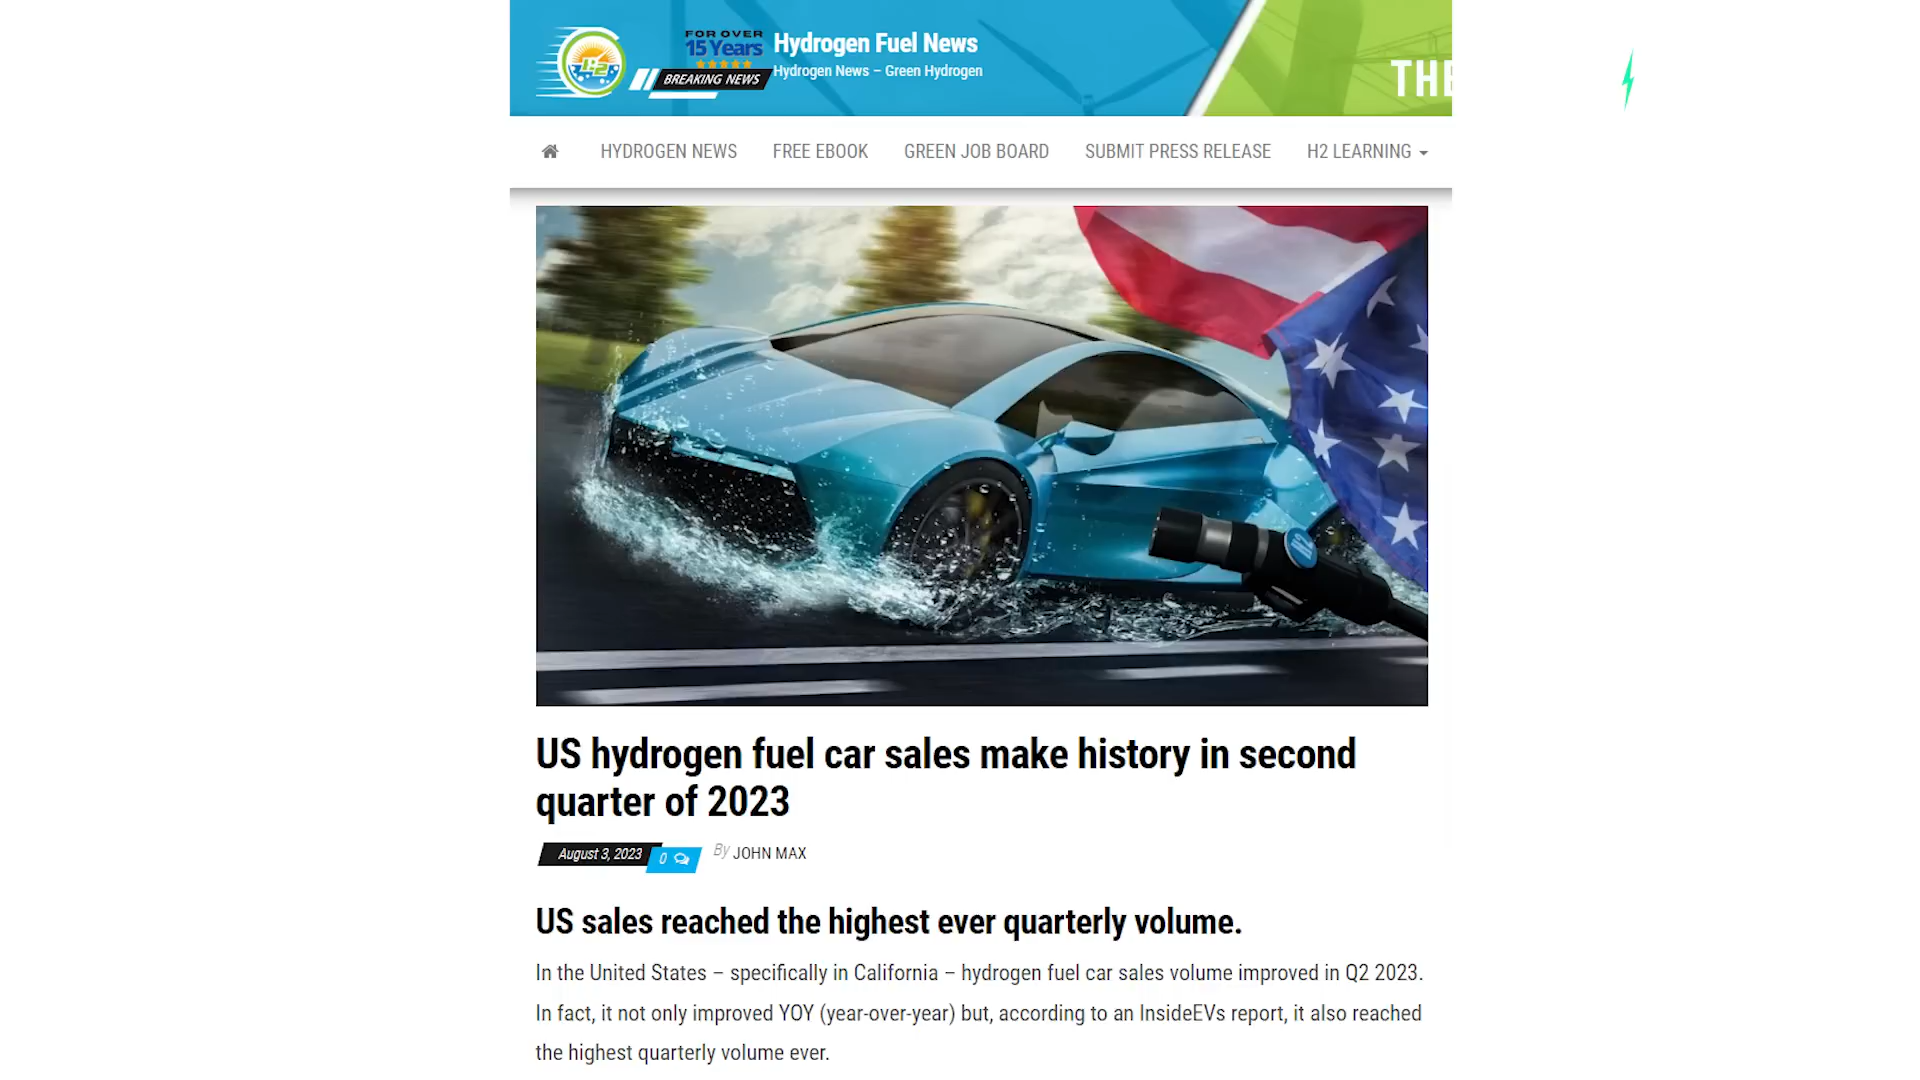 FOR OVER
15 Years
BREAKING NEWS
Hydrogen Fuel News
Hydrogen News – Green Hydrogen
THE
HYDROGEN NEWS FREE EBOOK GREEN JOB BOARD SUBMIT PRESS RELEASE H2 LEARNING
US hydrogen fuel car sales make history in second
quarter of 2023
August 3, 2023 0 By JOHN MAX
US sales reached the highest ever quarterly volume.
In the United States – specifically in California – hydrogen fuel car sales volume improved in Q2 2023.
In fact, it not only improved YOY (year-over-year) but, according to an InsideEVs report, it also reached
the highest quarterly volume ever.